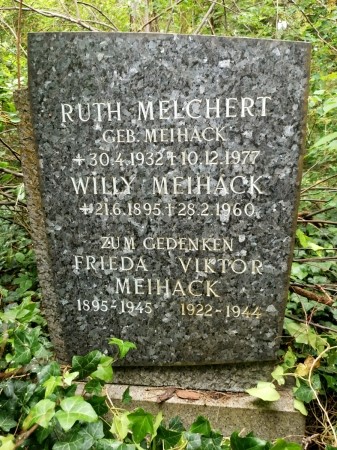 RUTH MELCHERT
GEB. MEIHACK
+30.4.1932+10.12.1977
WILLY MEIHACK
+21.6.1895+28.2.1960
ZUM GEDENKEN
FRIEDA VIKTOR
MEIHACK
1895-1945 1922-1944